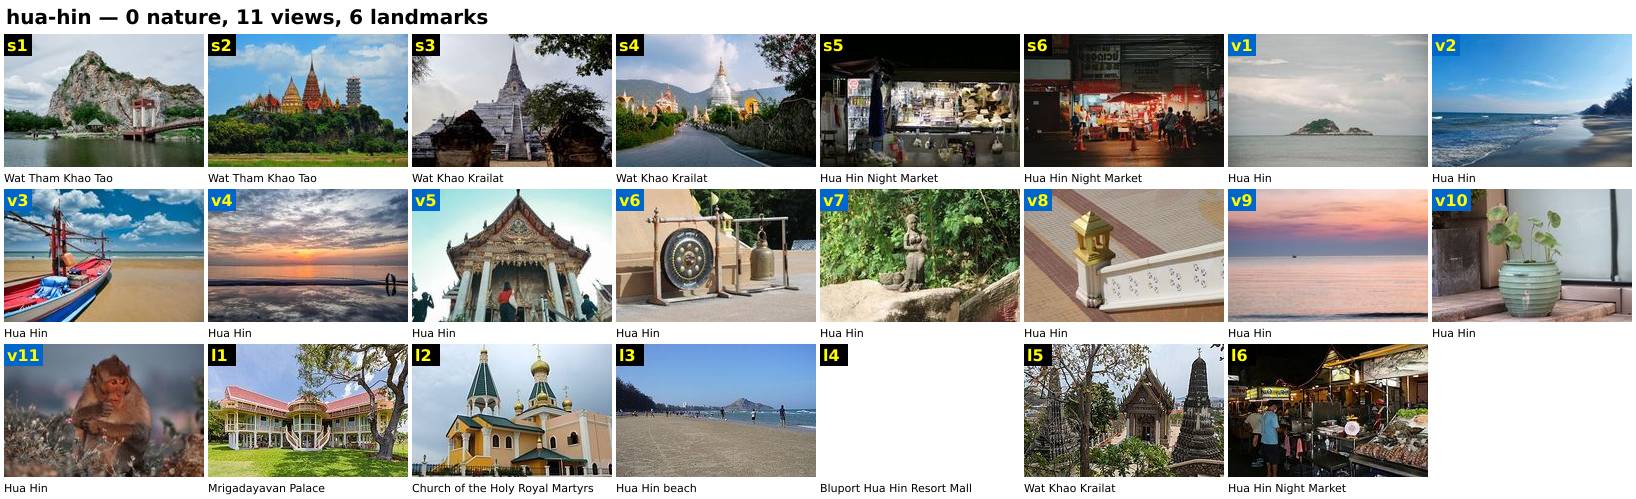 hua-hin — 0 nature, 11 views, 6 landmarks
s1
s2
s3
s4
s5
s6
v1
v2
Wat Tham Khao Tao
Wat Tham Khao Tao
Wat Khao Krailat
Wat Khao Krailat
Hua Hin Night Market
Hua Hin Night Market
Hua Hin
Hua Hin
v3
v4
v5
v6
v7
v8
v9
v10
Hua Hin
Hua Hin
Hua Hin
Hua Hin
Hua Hin
Hua Hin
Hua Hin
Hua Hin
v11
l1
l2
l3
l4
l5
l6
Hua Hin
Mrigadayavan Palace
Church of the Holy Royal Martyrs
Hua Hin beach
Bluport Hua Hin Resort Mall
Wat Khao Krailat
Hua Hin Night Market